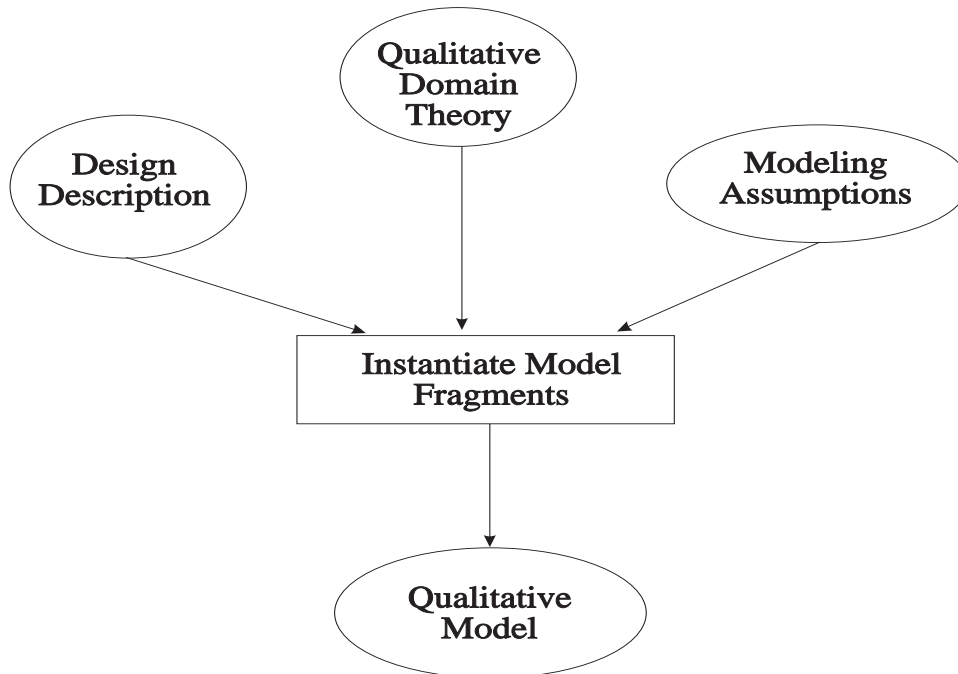 Qualitative
Domain
Theory
Design
Description
Modeling
Assumptions
Instantiate Model
Fragments
Qualitative
Model